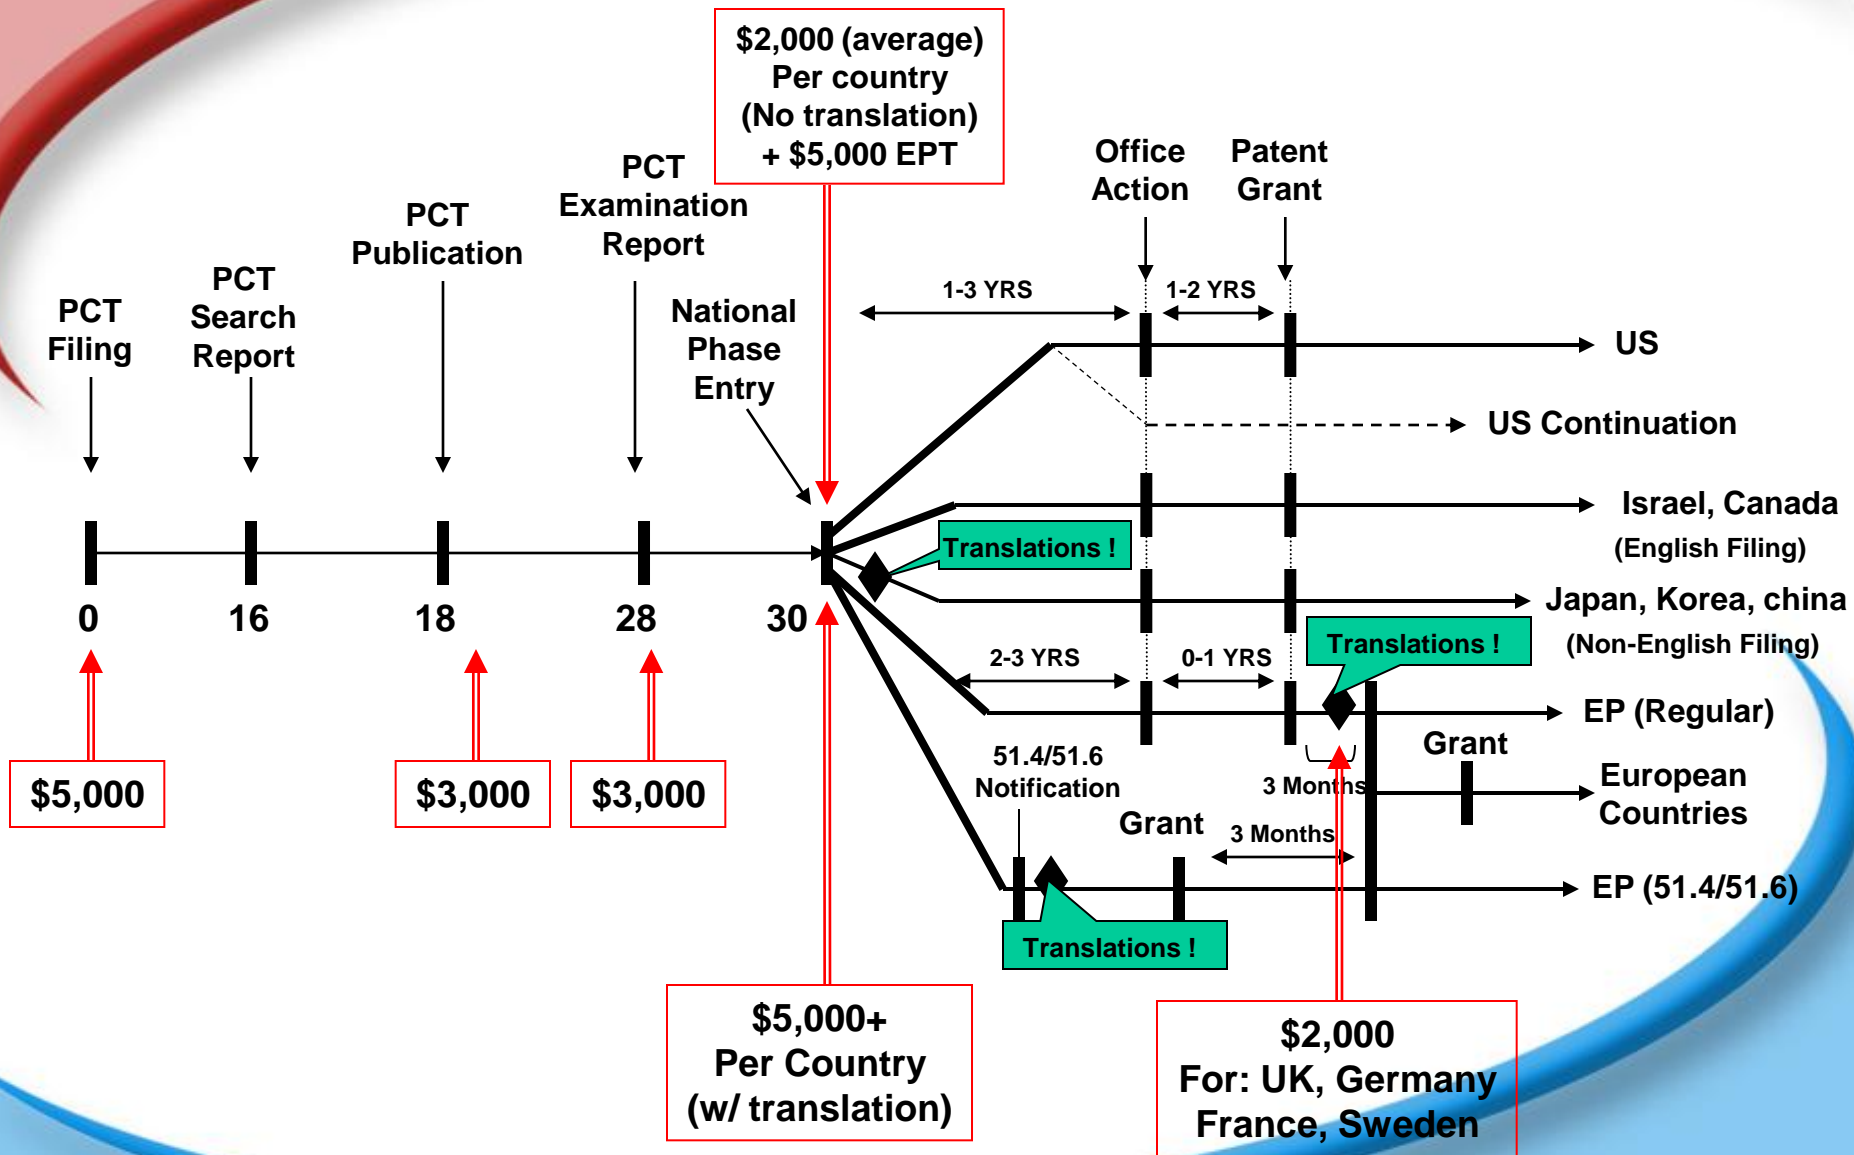 $2,000 (average)
Per country
(No translation)
+ $5,000 EPT
PCT
Filing
PCT
Search
Report
PCT
Publication
PCT
Examination
Report
National
Phase
Entry
Office
Action
Patent
Grant
1-3 YRS
1-2 YRS
US
US Continuation
Israel, Canada
(English Filing)
Translations !
Japan, Korea, china
(Non-English Filing)
0
16
18
28
30
2-3 YRS
0-1 YRS
Translations !
EP (Regular)
51.4/51.6
Notification
3 Months
Grant
European
Countries
Grant
3 Months
EP (51.4/51.6)
Translations !
$5,000
$3,000
$3,000
$5,000+
Per Country
(w/ translation)
$2,000
For: UK, Germany
France, Sweden